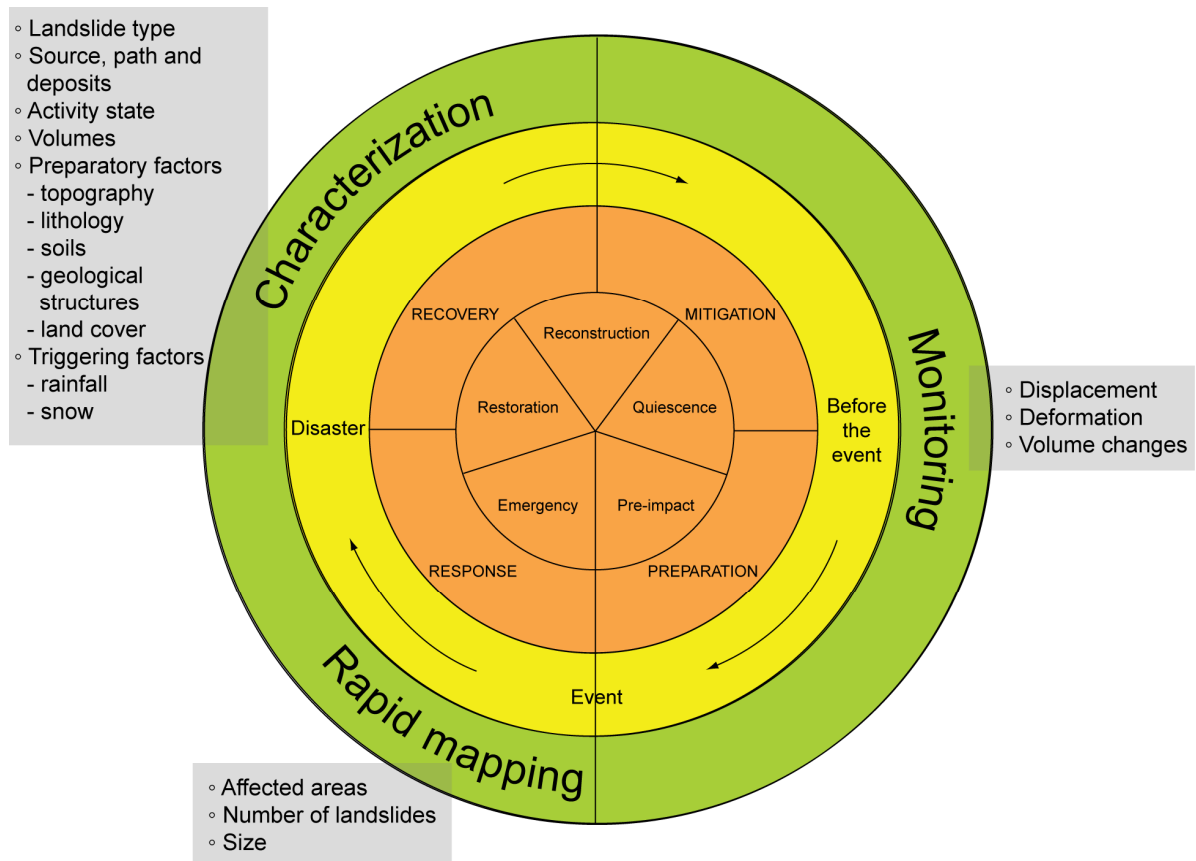 ◦ Landslide type
◦ Source, path and
deposits
◦ Activity state
◦ Volumes
◦ Preparatory factors
- topography
- lithology
- soils
- geological
structures
- land cover
◦ Triggering factors
- rainfall
- snow
Characterization
Monitoring
Rapid mapping
◦ Displacement
◦ Deformation
◦ Volume changes
◦ Affected areas
◦ Number of landslides
◦ Size
Disaster
Before
the
event
Event
RECOVERY
MITIGATION
RESPONSE
PREPARATION
Reconstruction
Restoration
Quiescence
Emergency
Pre-impact